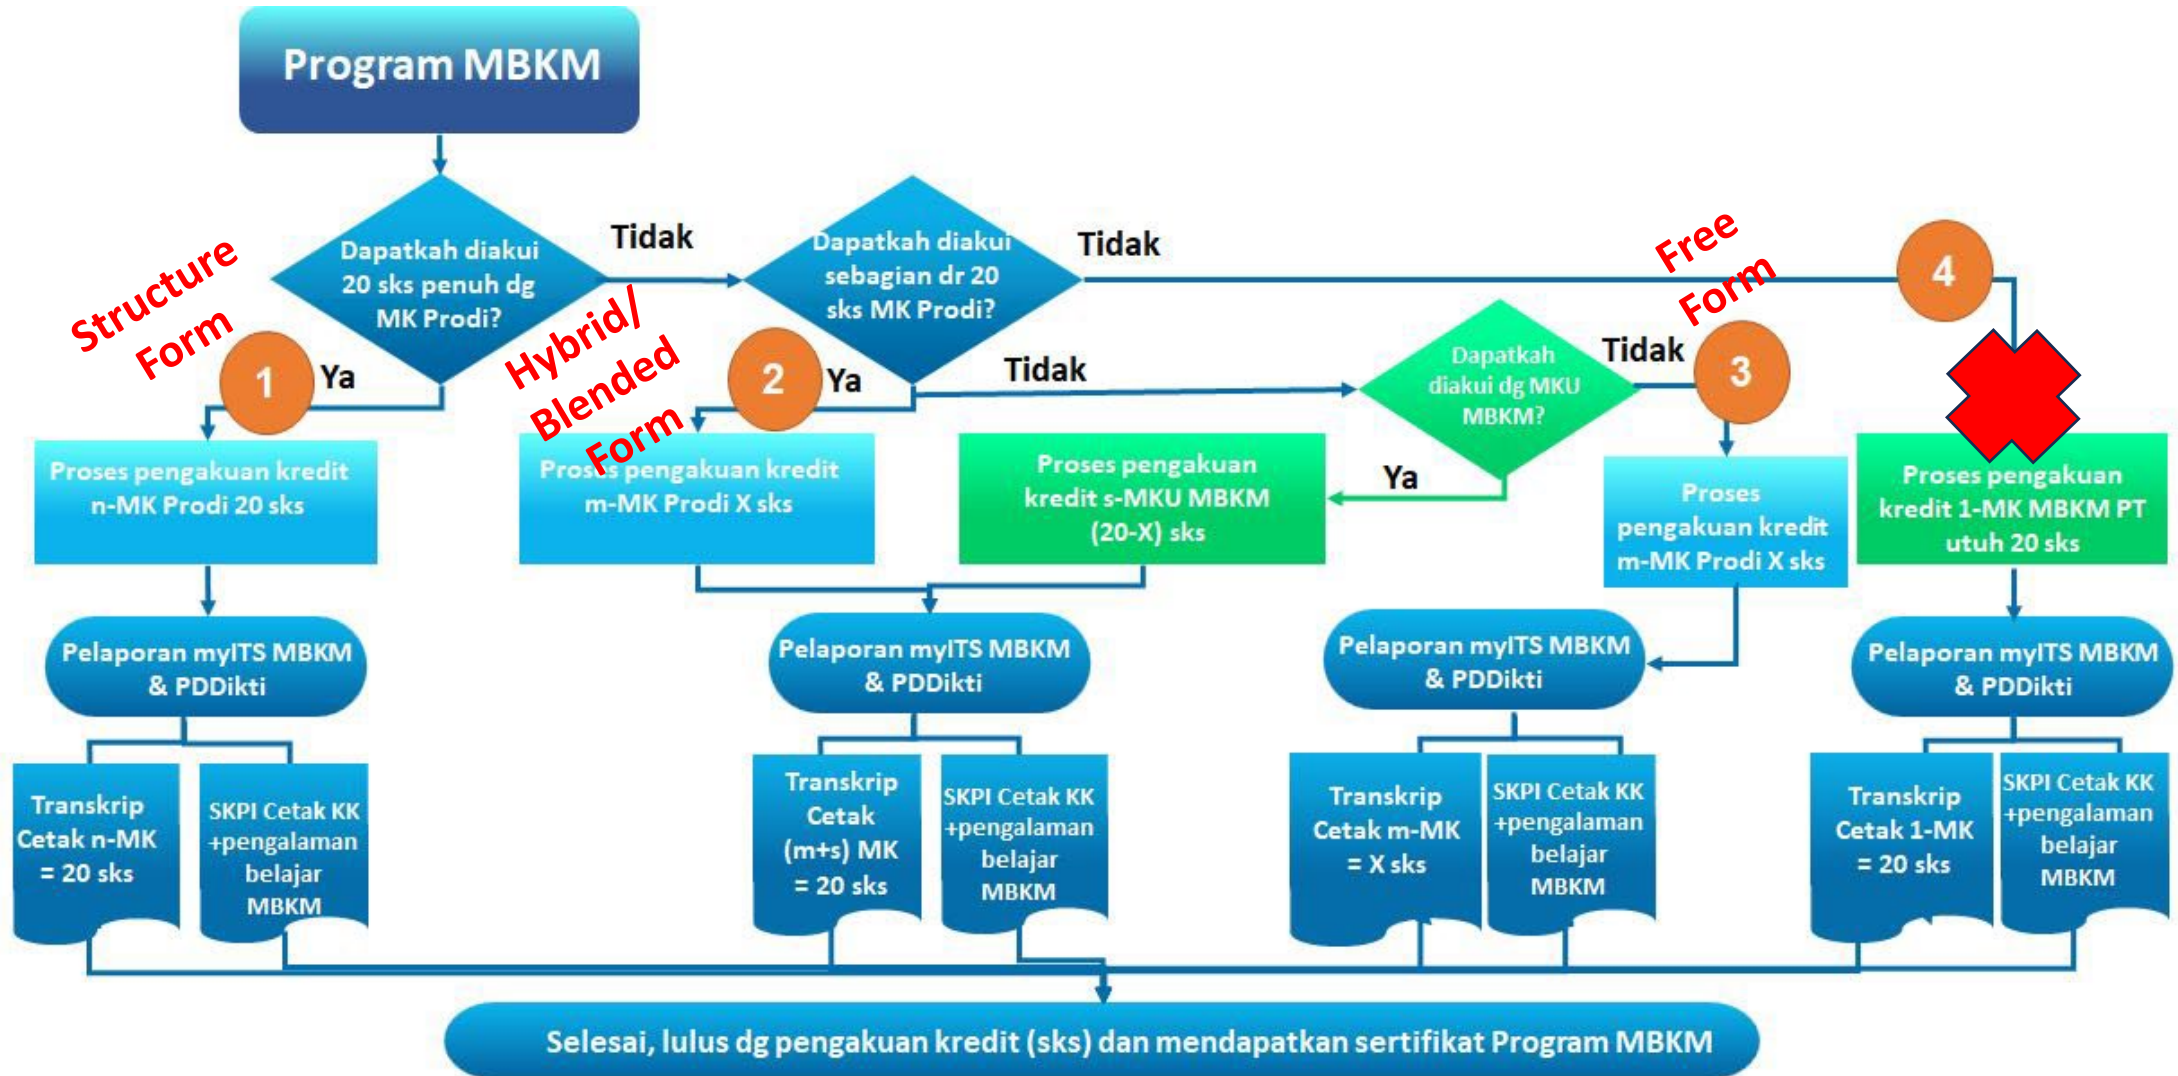 Program MBKM
Dapatkah diakui
20 sks penuh dg
MK Prodi?
Tidak
Dapatkah diakui
sebagian dr 20
sks MK Prodi?
Tidak
Structure
Form
1
Ya
Hybrid/
Blended
Form
2
Ya
Tidak
Dapatkah
diakui dg MKU
MBKM?
Tidak
Free
Form
3
4
Ya
Proses pengakuan kredit
n-MK Prodi 20 sks
Proses pengakuan kredit
m-MK Prodi X sks
Proses pengakuan
kredit s-MKU MBKM
(20-X) sks
Proses
pengakuan kredit
m-MK Prodi X sks
Proses pengakuan
kredit 1-MK MBKM PT
utuh 20 sks
Pelaporan myITS MBKM
& PDDikti
Pelaporan myITS MBKM
& PDDikti
Pelaporan myITS MBKM
& PDDikti
Pelaporan myITS MBKM
& PDDikti
Transkrip
Cetak n-MK
= 20 sks
SKPI Cetak KK
+pengalaman
belajar
MBKM
Transkrip
Cetak
(m+s) MK
= 20 sks
SKPI Cetak KK
+pengalaman
belajar
MBKM
Transkrip
Cetak m-MK
= X sks
SKPI Cetak KK
+pengalaman
belajar
MBKM
Transkrip
Cetak 1-MK
= 20 sks
SKPI Cetak KK
+pengalaman
belajar
MBKM
Selesai, lulus dg pengakuan kredit (sks) dan mendapatkan sertifikat Program MBKM